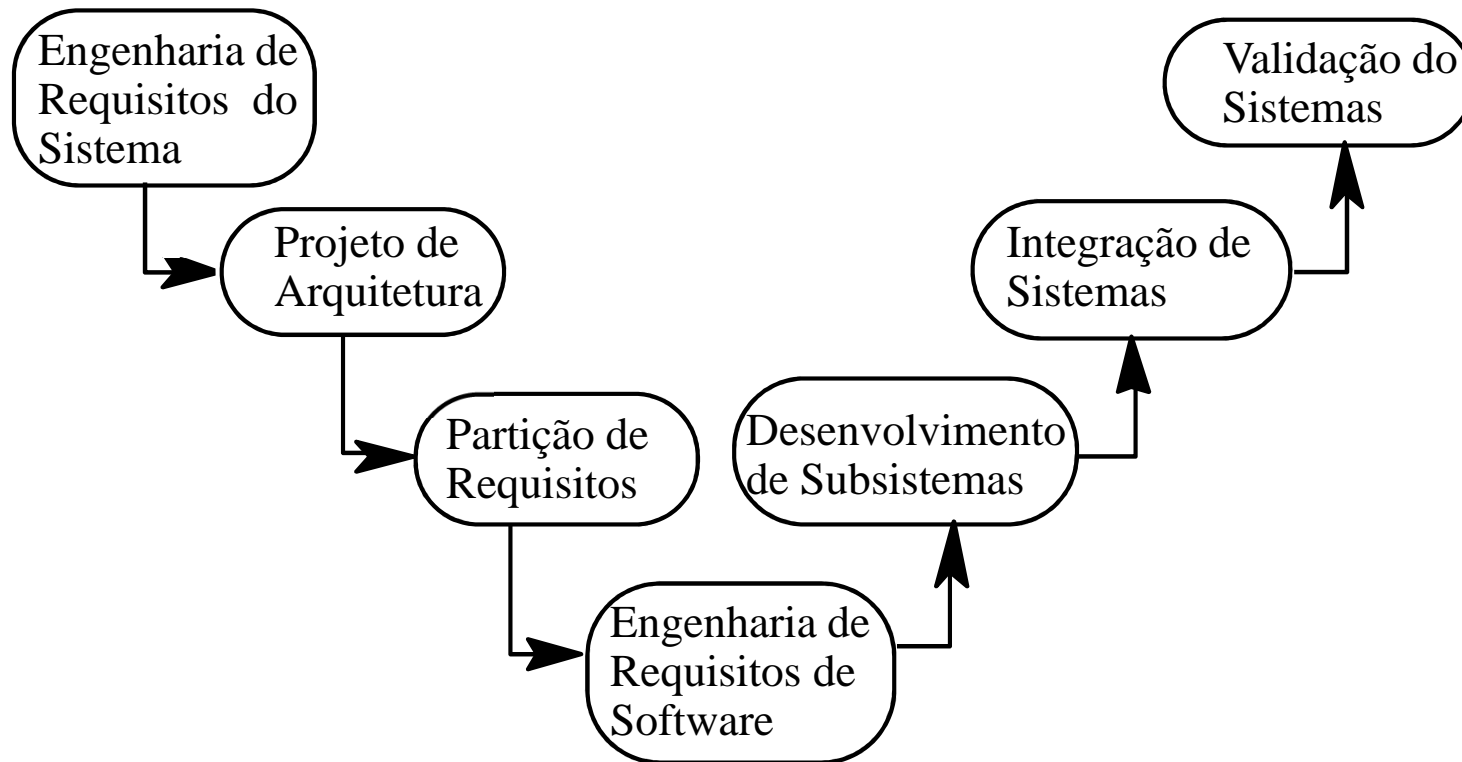 Engenharia de
Requisitos do
Sistema
Projeto de
Arquitetura
Partição de
Requisitos
Engenharia de
Requisitos de
Software
Desenvolvimento
de Subsistemas
Integração de
Sistemas
Validação do
Sistemas